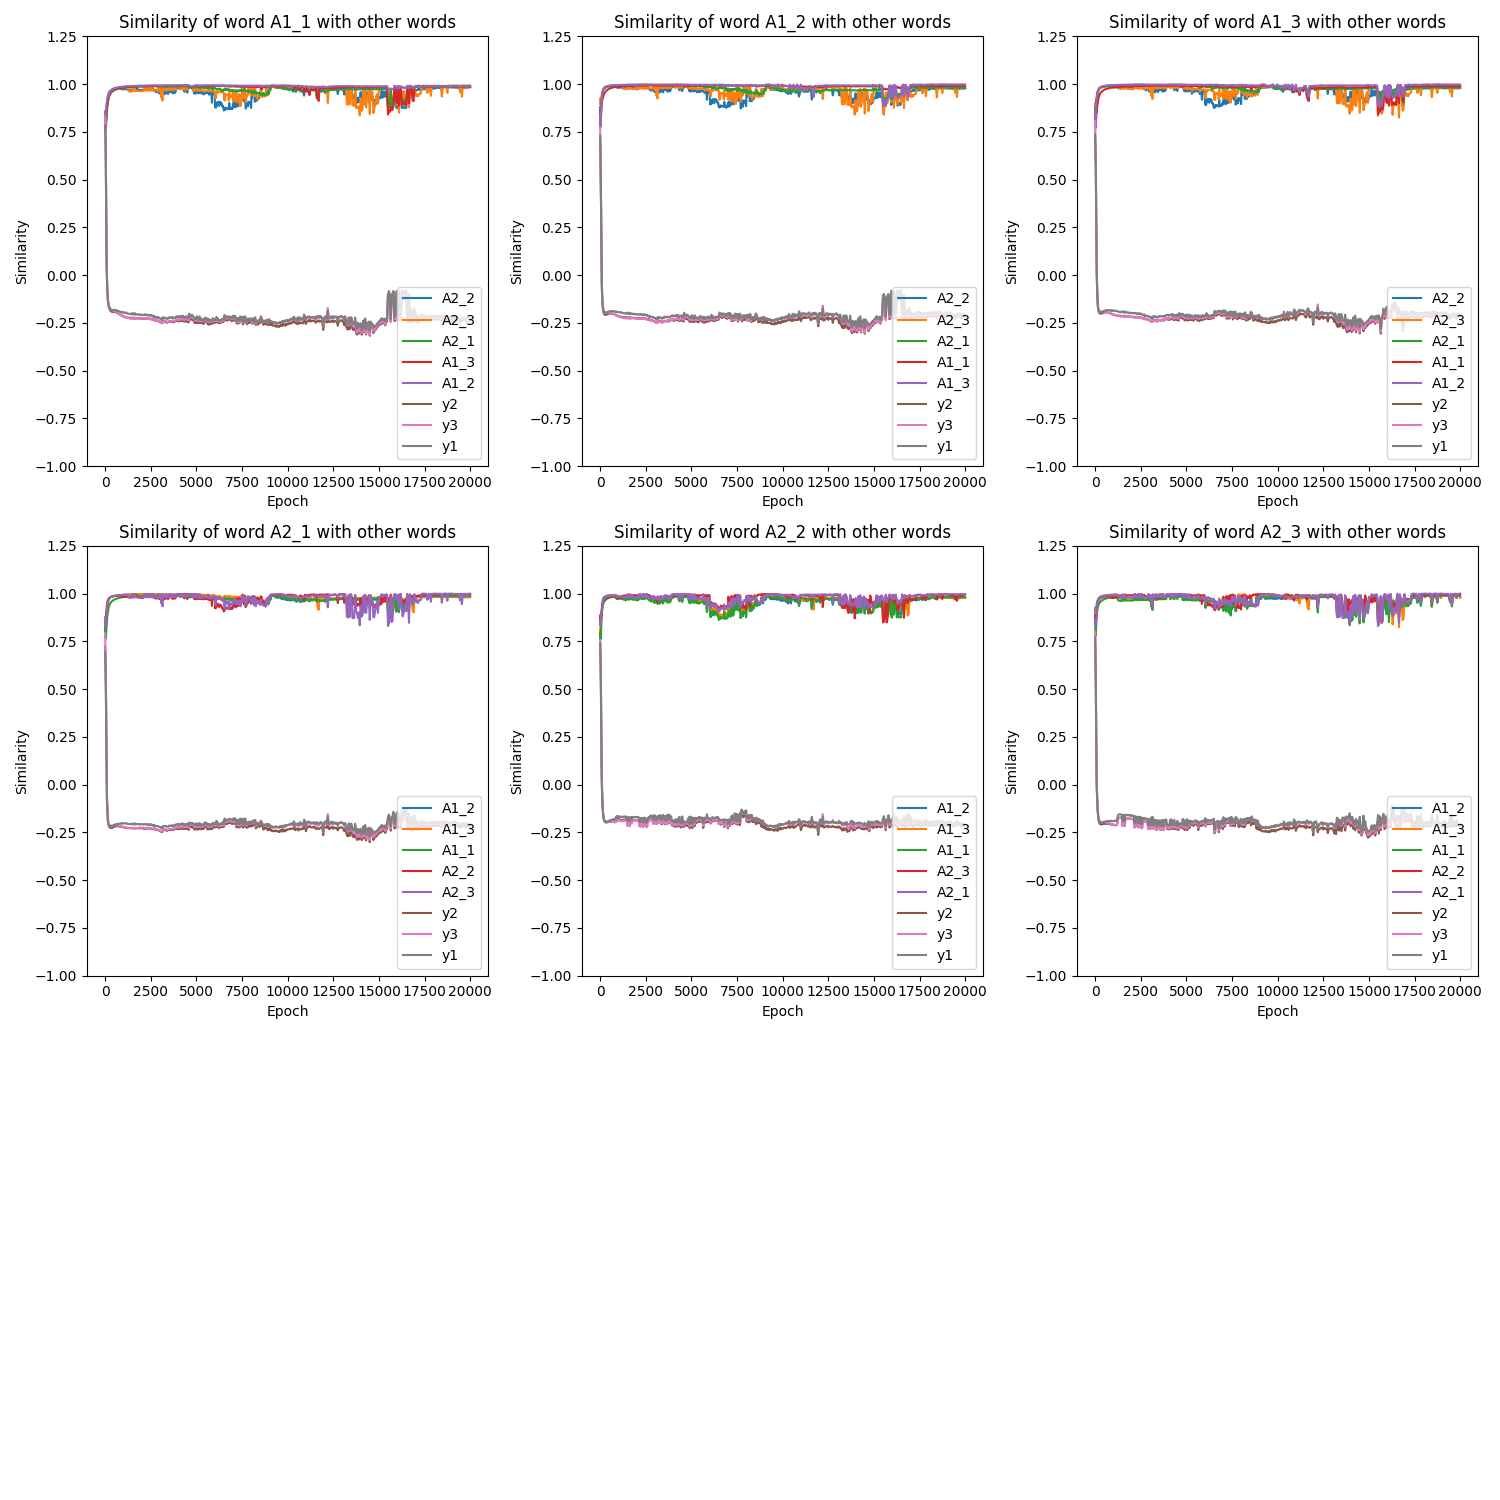 Similarity of word A1_1 with other words
1.25
1.00
0.75
0.50
0.25
0.00
−0.25
−0.50
−0.75
−1.00
Similarity
A2_2
A2_3
A2_1
A1_3
A1_2
y2
y3
y1
0 2500 5000 7500 10000 12500 15000 17500 20000
Epoch
Similarity of word A1_2 with other words
1.25
1.00
0.75
0.50
0.25
0.00
−0.25
−0.50
−0.75
−1.00
Similarity
A2_2
A2_3
A2_1
A1_1
A1_3
y2
y3
y1
0 2500 5000 7500 10000 12500 15000 17500 20000
Epoch
Similarity of word A1_3 with other words
1.25
1.00
0.75
0.50
0.25
0.00
−0.25
−0.50
−0.75
−1.00
Similarity
A2_2
A2_3
A2_1
A1_1
A1_2
y2
y3
y1
0 2500 5000 7500 10000 12500 15000 17500 20000
Epoch
Similarity of word A2_1 with other words
1.25
1.00
0.75
0.50
0.25
0.00
−0.25
−0.50
−0.75
−1.00
Similarity
A1_2
A1_3
A1_1
A2_2
A2_3
y2
y3
y1
0 2500 5000 7500 10000 12500 15000 17500 20000
Epoch
Similarity of word A2_2 with other words
1.25
1.00
0.75
0.50
0.25
0.00
−0.25
−0.50
−0.75
−1.00
Similarity
A1_2
A1_3
A1_1
A2_3
A2_1
y2
y3
y1
0 2500 5000 7500 10000 12500 15000 17500 20000
Epoch
Similarity of word A2_3 with other words
1.25
1.00
0.75
0.50
0.25
0.00
−0.25
−0.50
−0.75
−1.00
Similarity
A1_2
A1_3
A1_1
A2_2
A2_1
y2
y3
y1
0 2500 5000 7500 10000 12500 15000 17500 20000
Epoch